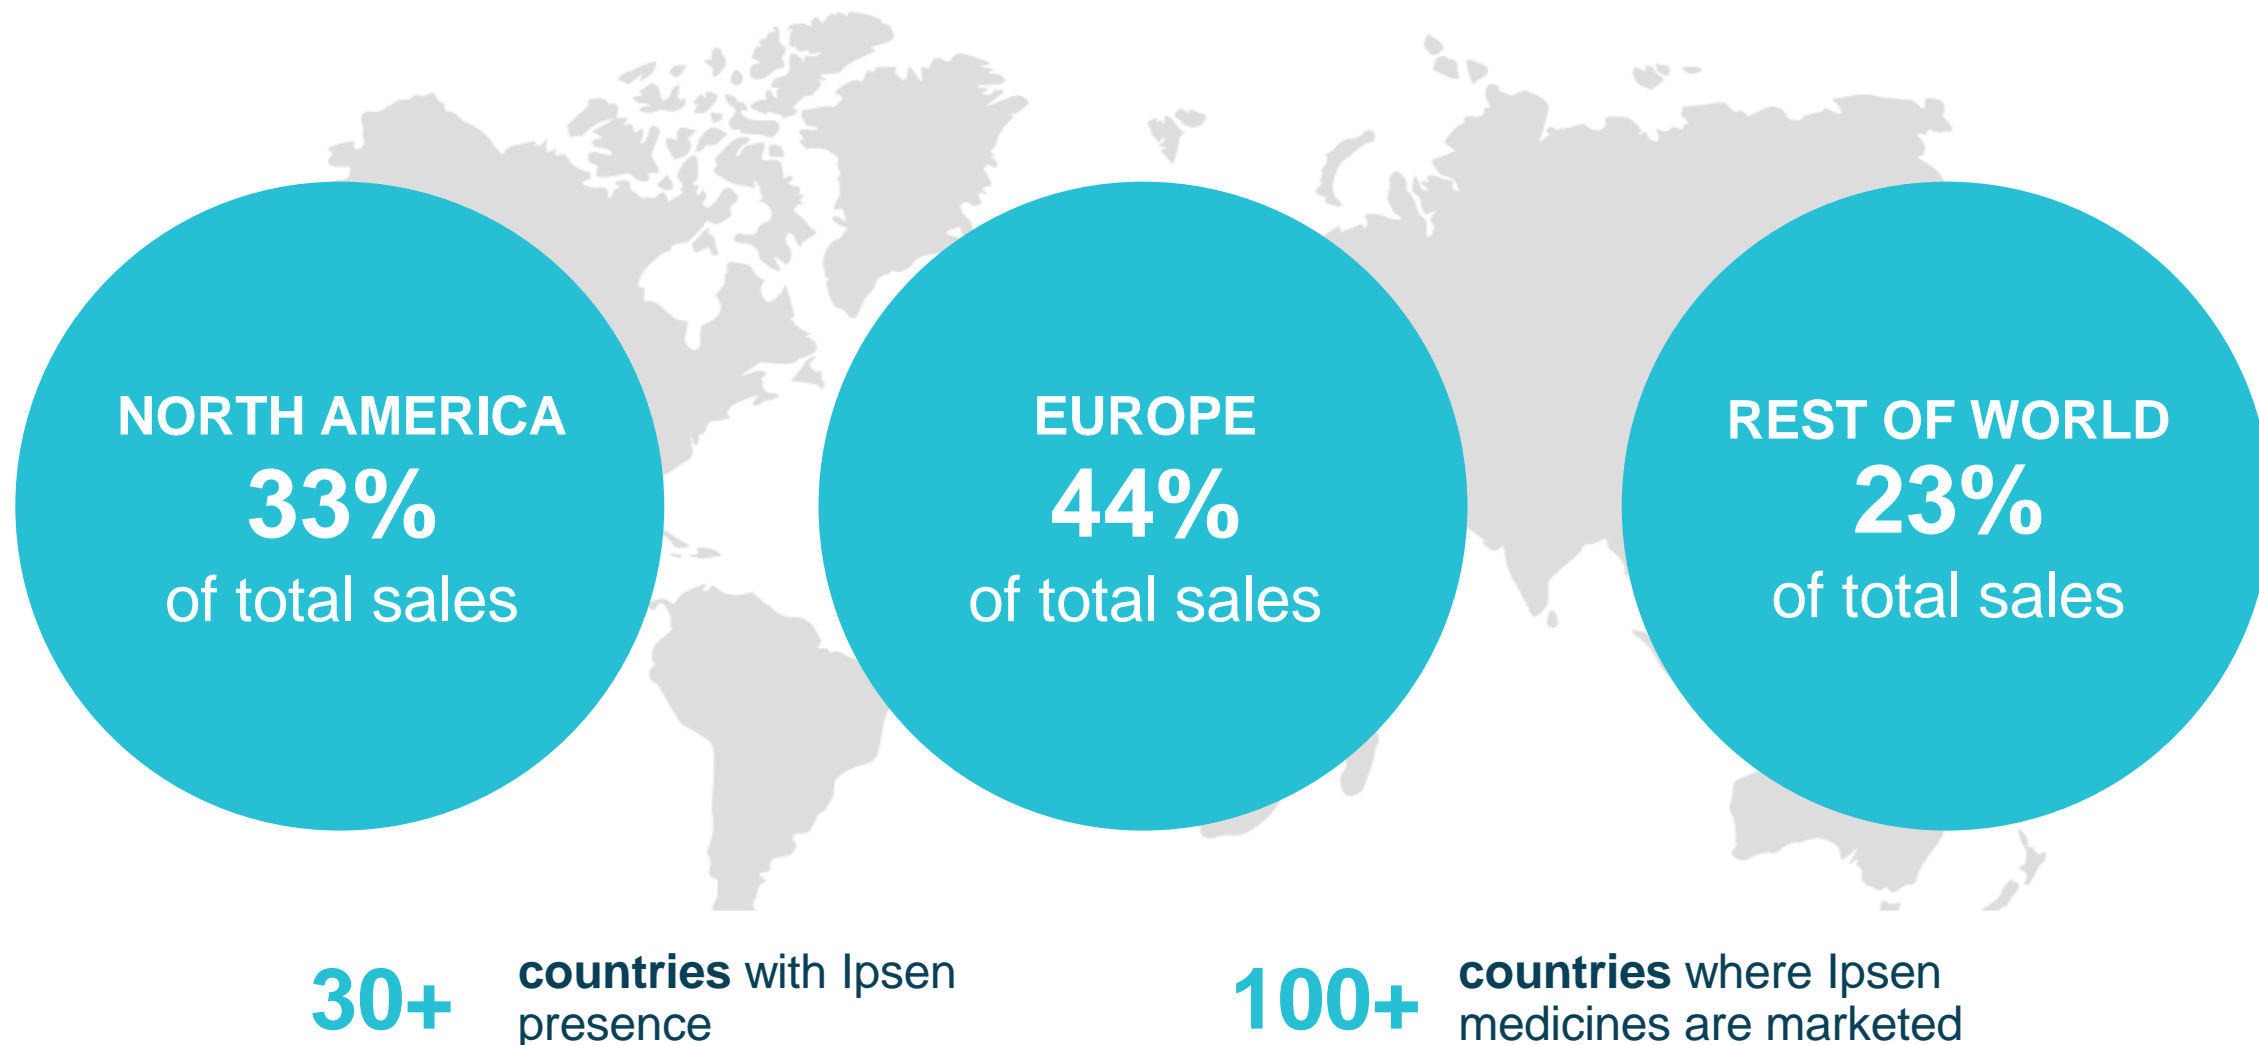 NORTH AMERICA
33%
of total sales
EUROPE
44%
of total sales
REST OF WORLD
23%
of total sales
30+
countries with Ipsen
presence
100+
countries where Ipsen
medicines are marketed